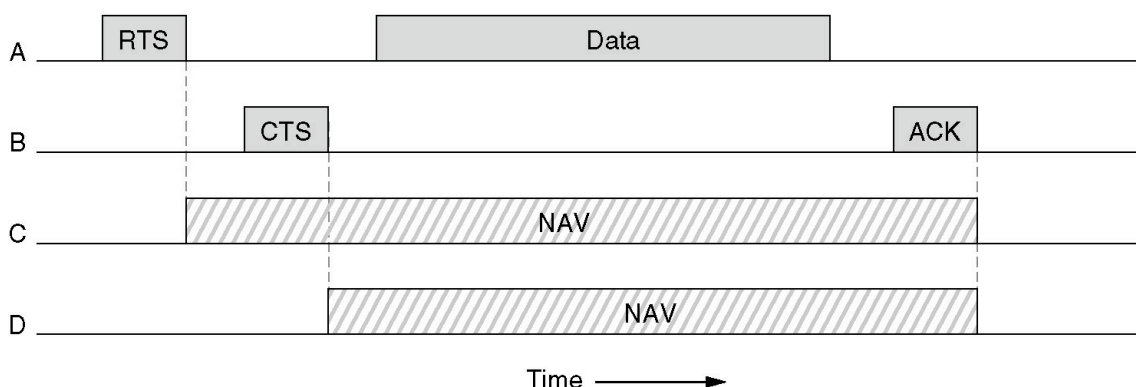 A RTS Data
B CTS ACK
C NAV
D NAV
Time